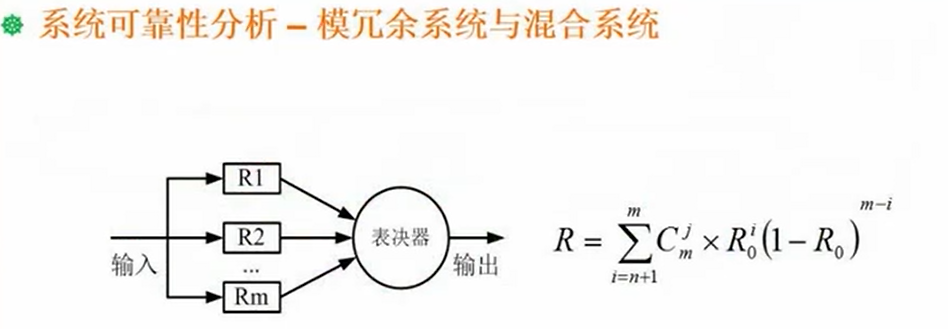 系统可靠性分析 – 模冗余系统与混合系统
R1
R2
...
Rm
输入
表决器
输出
R = \sum_{i=n+1}^{m} C_m^j × R_0^i (1 − R_0)^{m−i}